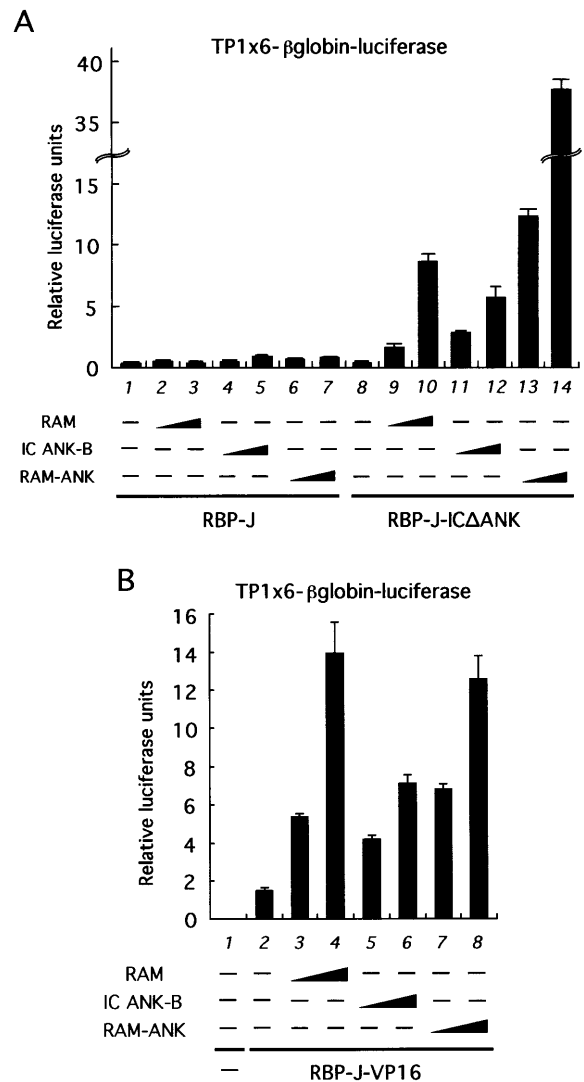 A
TP1x6-βglobin-luciferase
Relative luciferase units
40
35
15
10
5
0
1 2 3 4 5 6 7 8 9 10 11 12 13 14
RAM – – – – – – – – – –
IC ANK-B – – – – – – – – – –
RAM-ANK – – – – – – – – – –
RBP-J RBP-J-ICΔANK
B
TP1x6-βglobin-luciferase
Relative luciferase units
16
14
12
10
8
6
4
2
0
1 2 3 4 5 6 7 8
RAM – – – – – –
IC ANK-B – – – – – –
RAM-ANK – – – – – –
– RBP-J-VP16